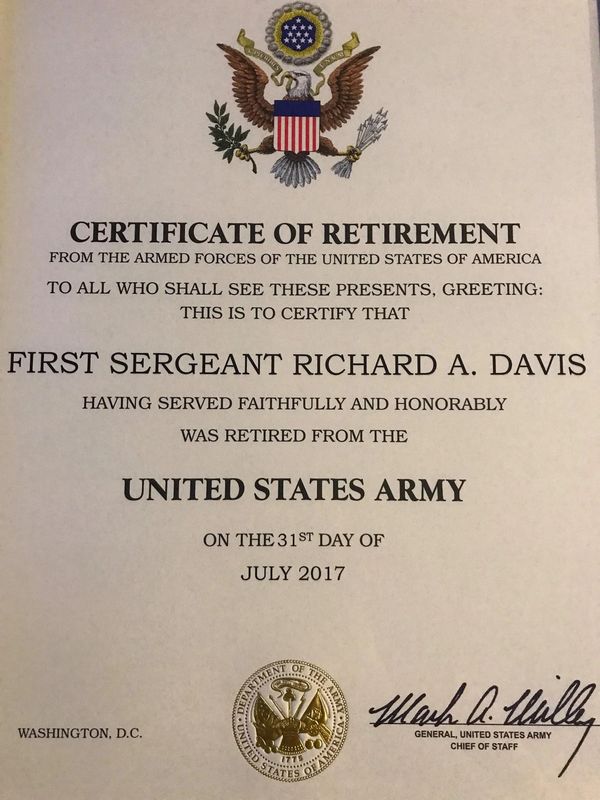 CERTIFICATE OF RETIREMENT
FROM THE ARMED FORCES OF THE UNITED STATES OF AMERICA
TO ALL WHO SHALL SEE THESE PRESENTS, GREETING:
THIS IS TO CERTIFY THAT
FIRST SERGEANT RICHARD A. DAVIS
HAVING SERVED FAITHFULLY AND HONORABLY
WAS RETIRED FROM THE
UNITED STATES ARMY
ON THE 31ST DAY OF
JULY 2017
DEPARTMENT OF THE ARMY
UNITED STATES OF AMERICA
1775
WASHINGTON, D.C.
Mark A. Milley
GENERAL, UNITED STATES ARMY
CHIEF OF STAFF